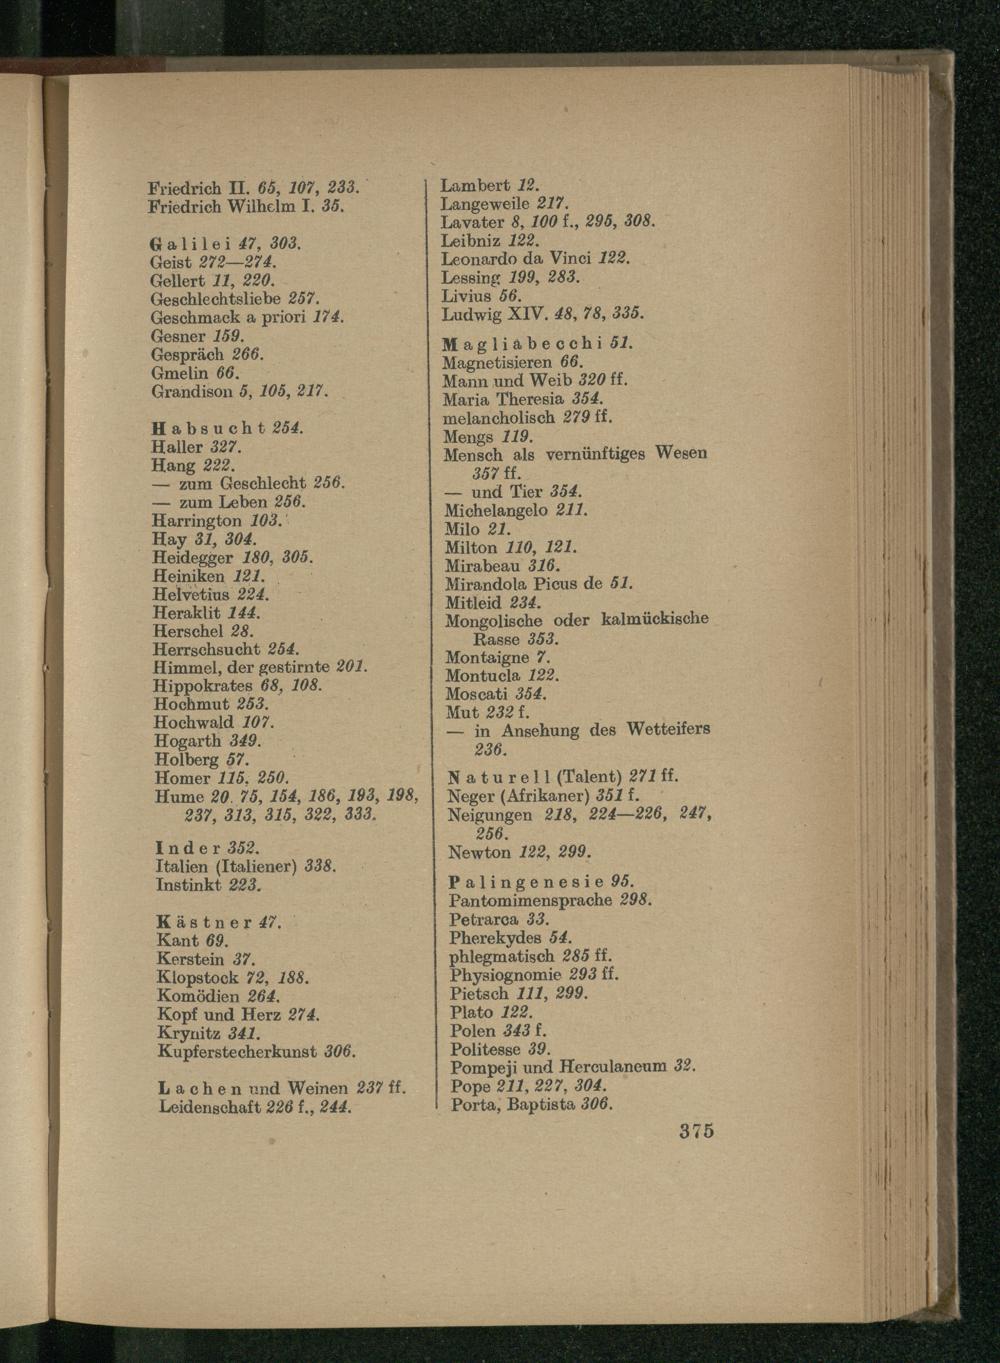 Friedrich II. 65, 107, 233.
Friedrich Wilhelm I. 35.
Galilei 47, 303.
Geist 272—274.
Gellert 11, 220.
Geschlechtsliebe 257.
Geschmack a priori 174.
Gesner 159.
Gespräch 266.
Gmelin 66.
Grandison 5, 105, 217.
Habsucht 254.
Haller 327.
Hang 222.
— zum Geschlecht 256.
— zum Leben 256.
Harrington 103.
Hay 31, 304.
Heidegger 180, 305.
Heiniken 121.
Helvetius 224.
Heraklit 144.
Herschel 28.
Herrschsucht 254.
Himmel, der gestirnte 201.
Hippokrates 68, 108.
Hochmut 253.
Hochwald 107.
Hogarth 349.
Holberg 57.
Homer 115, 250.
Hume 20. 75, 154, 186, 193, 198,
237, 313, 315, 322, 333.
Inder 352.
Italien (Italiener) 338.
Instinkt 223.
Kästner 47.
Kant 69.
Kerstein 37.
Klopstock 72, 188.
Komödien 264.
Kopf und Herz 274.
Krynitz 341.
Kupferstecherkunst 306.
Lachen und Weinen 237 ff.
Leidenschaft 226 f., 244.
Lambert 12.
Langeweile 217.
Lavater 8, 100 f., 295, 308.
Leibniz 122.
Leonardo da Vinci 122.
Lessing 199, 283.
Livius 56.
Ludwig XIV. 48, 78, 335.
Magliabecchi 51.
Magnetisieren 66.
Mann und Weib 320 ff.
Maria Theresia 354.
melancholisch 279 ff.
Mengs 119.
Mensch als vernünftiges Wesen
357 ff.
— und Tier 354.
Michelangelo 211.
Milo 21.
Milton 110, 121.
Mirabeau 316.
Mirandola Picus de 51.
Mitleid 234.
Mongolische oder kalmückische
Rasse 353.
Montaigne 7.
Montucla 122.
Moscati 354.
Mut 232 f.
— in Ansehung des Wetteifers
236.
Naturell (Talent) 271 ff.
Neger (Afrikaner) 351 f.
Neigungen 218, 224—226, 247,
256.
Newton 122, 299.
Palingenesie 95.
Pantomimensprache 298.
Petrarca 33.
Pherekydes 54.
phlegmatisch 285 ff.
Physiognomie 293 ff.
Pietsch 111, 299.
Plato 122.
Polen 343 f.
Politesse 39.
Pompeji und Herculaneum 32.
Pope 211, 227, 304.
Porta, Baptista 306.
375